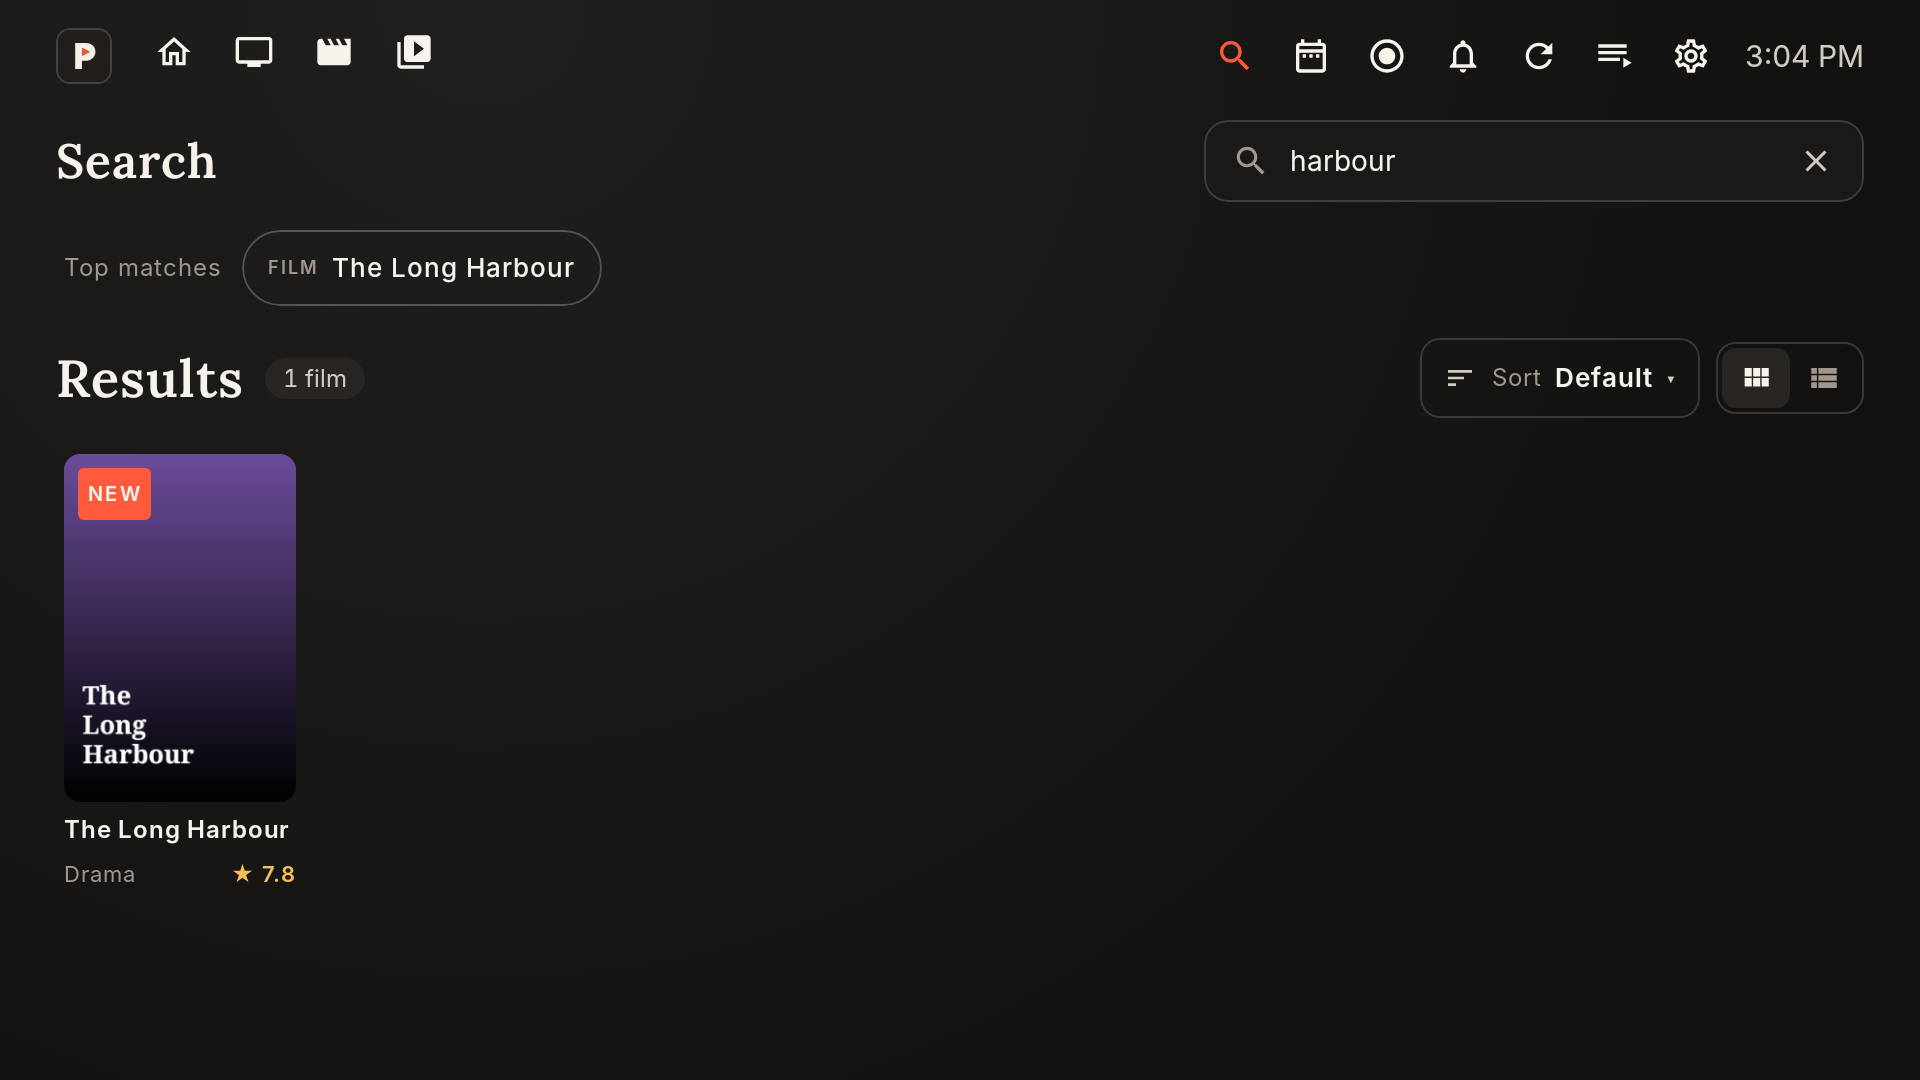 3:04 PM
Search
harbour
Top matches
FILM The Long Harbour
Results
1 film
Sort Default
NEW
The
Long
Harbour
The Long Harbour
Drama
★ 7.8